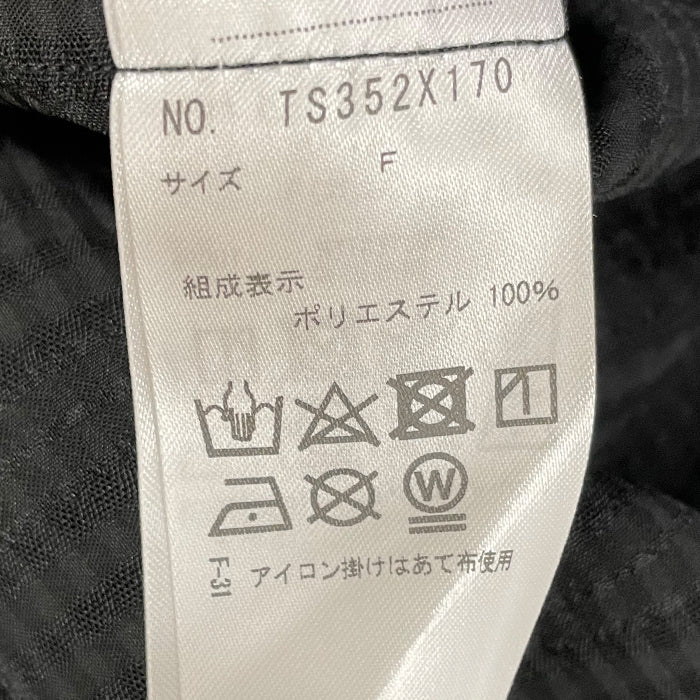 NO. TS352X170
サイズ F
組成表示
ポリエステル 100%
W
F-31 アイロン掛けはあて布使用